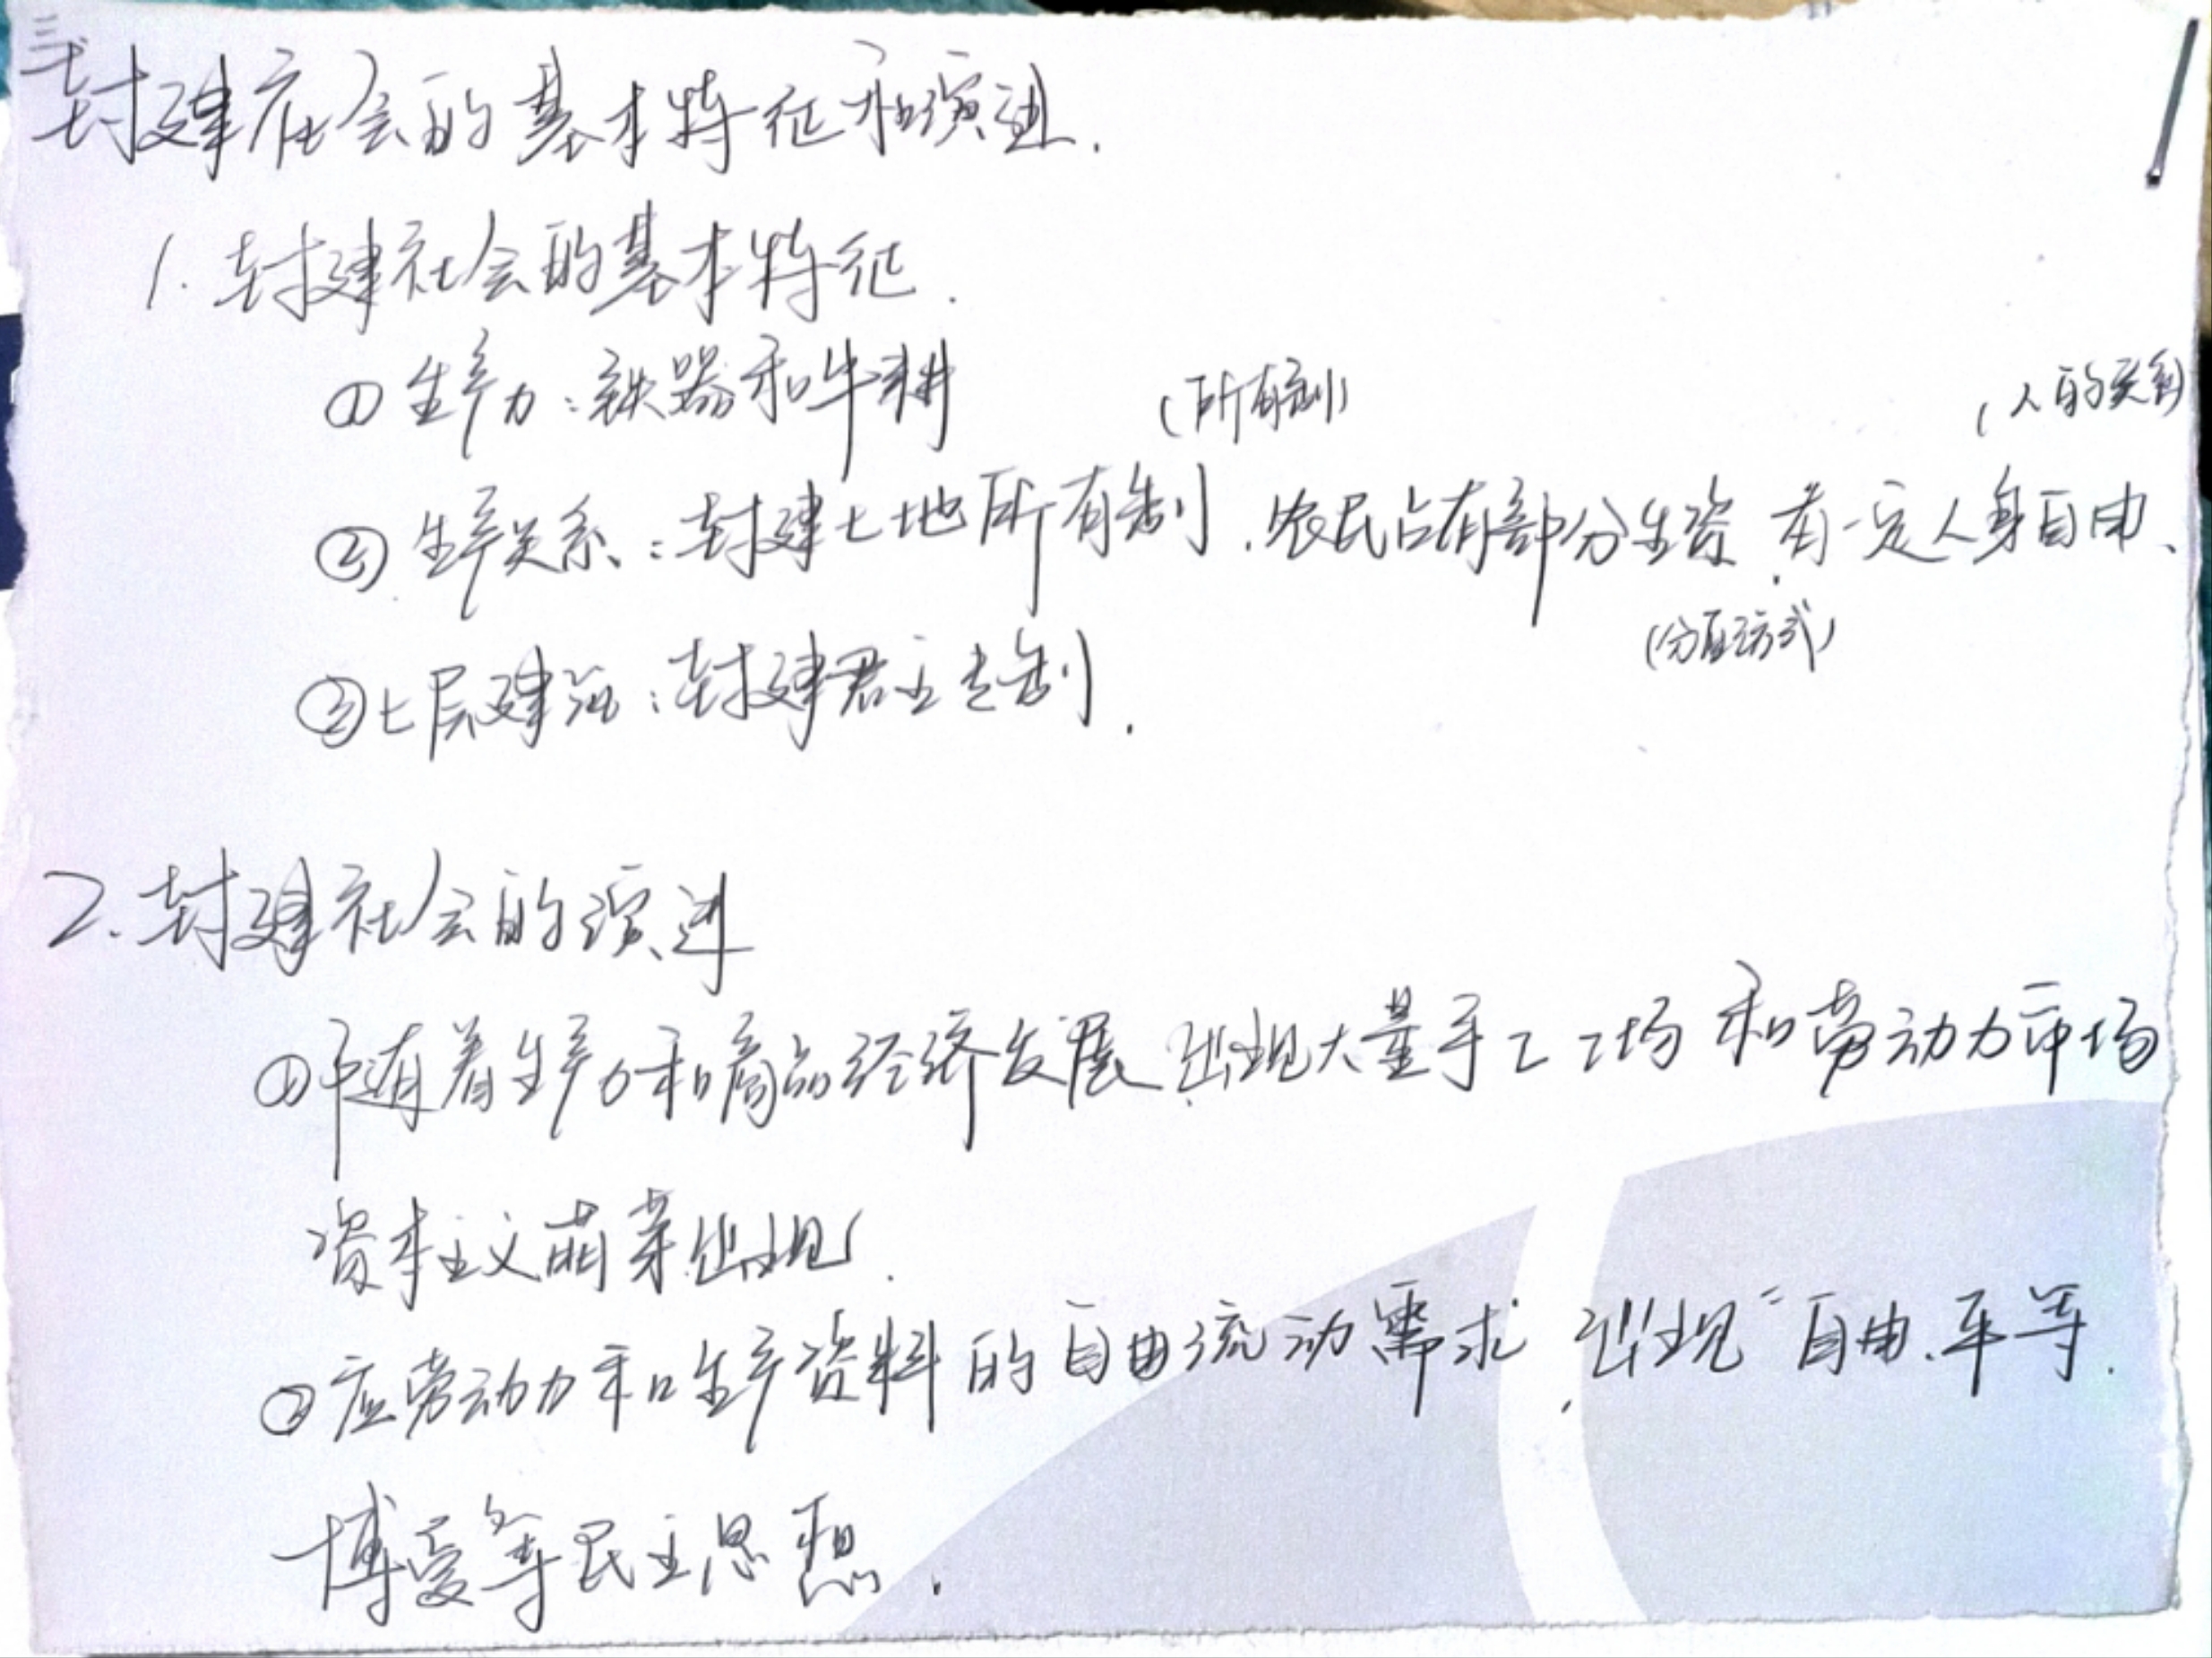 三、封建社会的基本特征和演进.
1. 封建社会的基本特征.
① 生产力：铁器和牛耕
(所有制)
(人的关系
② 生产关系：封建土地所有制.农民占有部分生资.有一定人身自由、
(分配方式)
③上层建筑：封建君主专制.
2.封建社会的演进
①随着生产力和商品经济发展.出现大量手工工场和劳动力市场
资本主义萌芽出现.
②应劳动力和生产资料的自由流动需求,出现“自由.平等.
博爱等民主思想.